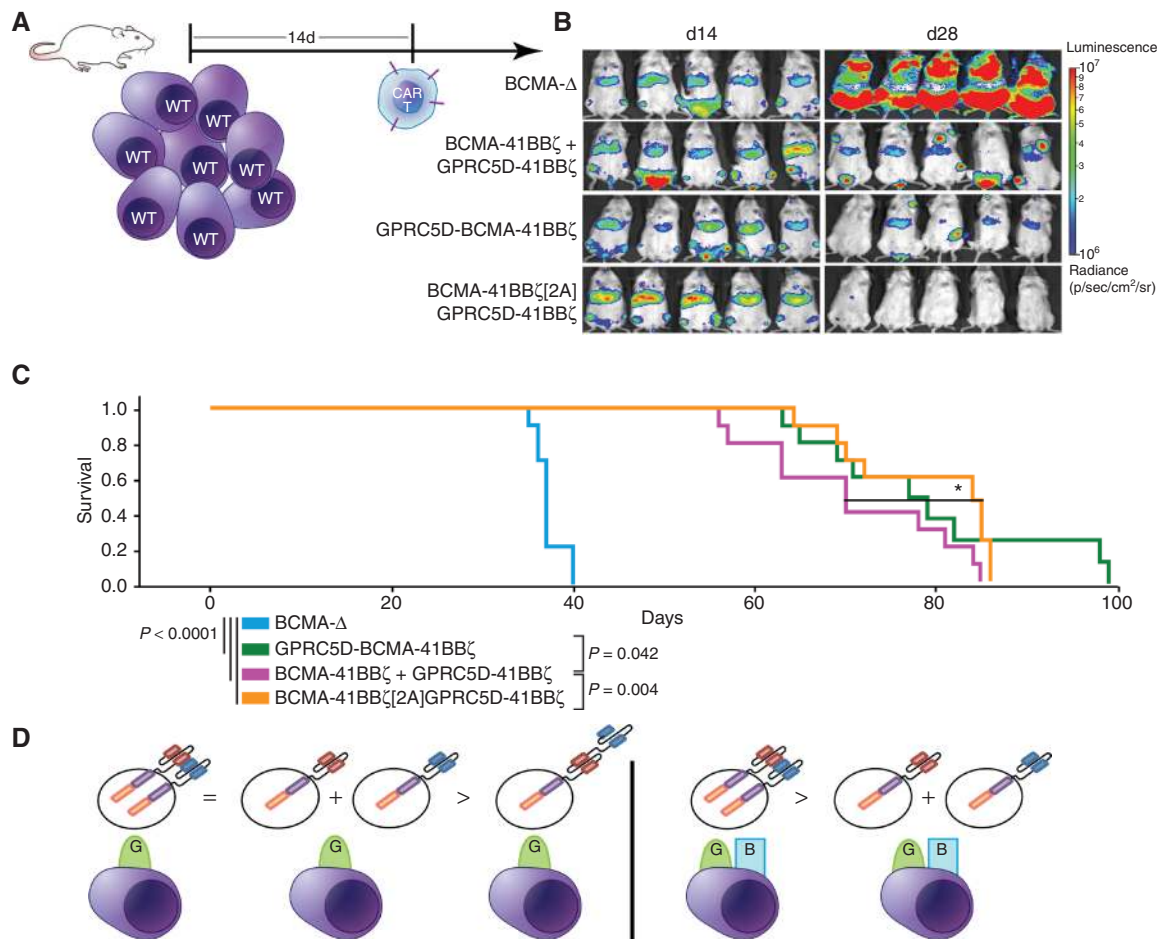 A
14d
CAR
T
WT
WT
WT
WT
WT
WT
WT
WT
B
d14
d28
BCMA-Δ
BCMA-41BBζ +
GPRC5D-41BBζ
GPRC5D-BCMA-41BBζ
BCMA-41BBζ[2A]
GPRC5D-41BBζ
Luminescence
10⁷
9
8
7
6
5
4
3
2
10⁶
Radiance
(p/sec/cm²/sr)
C
Survival
1.0
0.8
0.6
0.4
0.2
0.0
*
0
20
40
60
80
100
Days
P < 0.0001
BCMA-Δ
GPRC5D-BCMA-41BBζ
BCMA-41BBζ + GPRC5D-41BBζ
BCMA-41BBζ[2A]GPRC5D-41BBζ
P = 0.042
P = 0.004
D
= + > > +
G
G
G
G B
G B